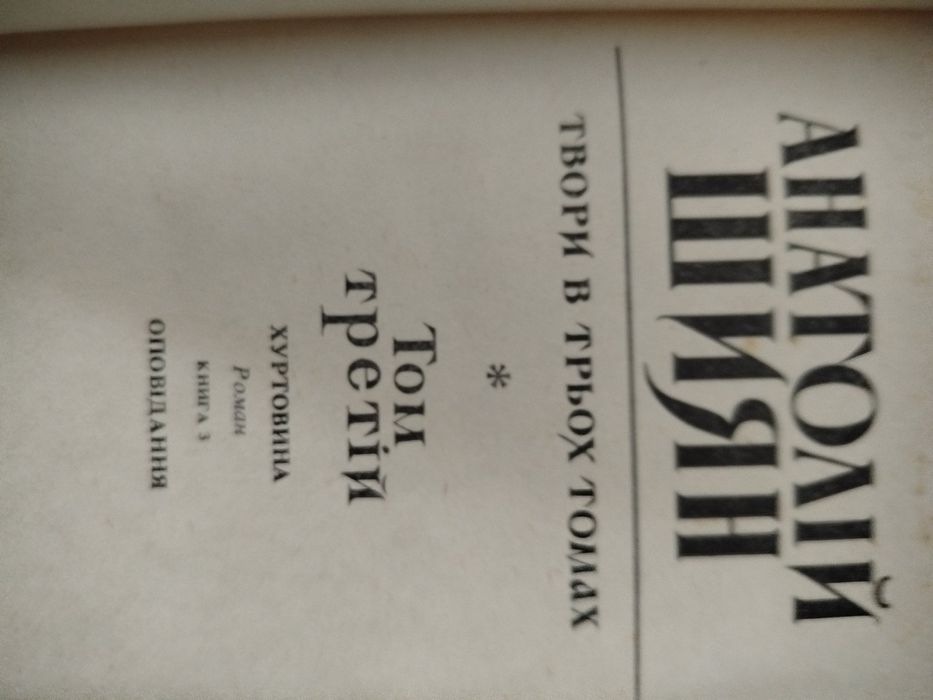 АНАТОЛІЙ
ШИЯН
ТВОРИ В ТРЬОХ ТОМАХ
*
Том
третій
ХУРТОВИНА
Роман
КНИГА 3
ОПОВІДАННЯ